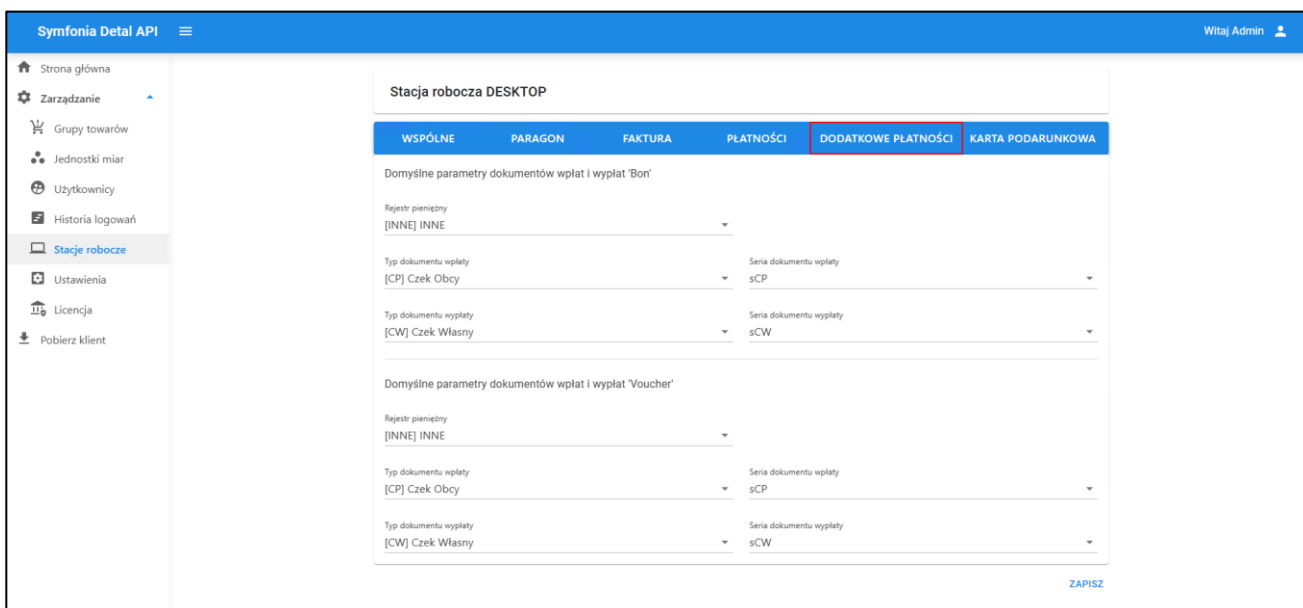 Symfonia Detal API
Witaj Admin
Strona główna
Zarządzanie
Grupy towarów
Jednostki miar
Użytkownicy
Historia logowań
Stacje robocze
Ustawienia
Licencja
Pobierz klient
Stacja robocza DESKTOP
WSPÓLNE PARAGON FAKTURA PŁATNOŚCI DODATKOWE PŁATNOŚCI KARTA PODARUNKOWA
Domyślne parametry dokumentów wpłat i wypłat 'Bon'
Rejestr pieniężny
[INNE] INNE
Typ dokumentu wpłaty Seria dokumentu wpłaty
[CP] Czek Obcy sCP
Typ dokumentu wypłaty Seria dokumentu wypłaty
[CW] Czek Własny sCW
Domyślne parametry dokumentów wpłat i wypłat 'Voucher'
Rejestr pieniężny
[INNE] INNE
Typ dokumentu wpłaty Seria dokumentu wpłaty
[CP] Czek Obcy sCP
Typ dokumentu wypłaty Seria dokumentu wypłaty
[CW] Czek Własny sCW
ZAPISZ